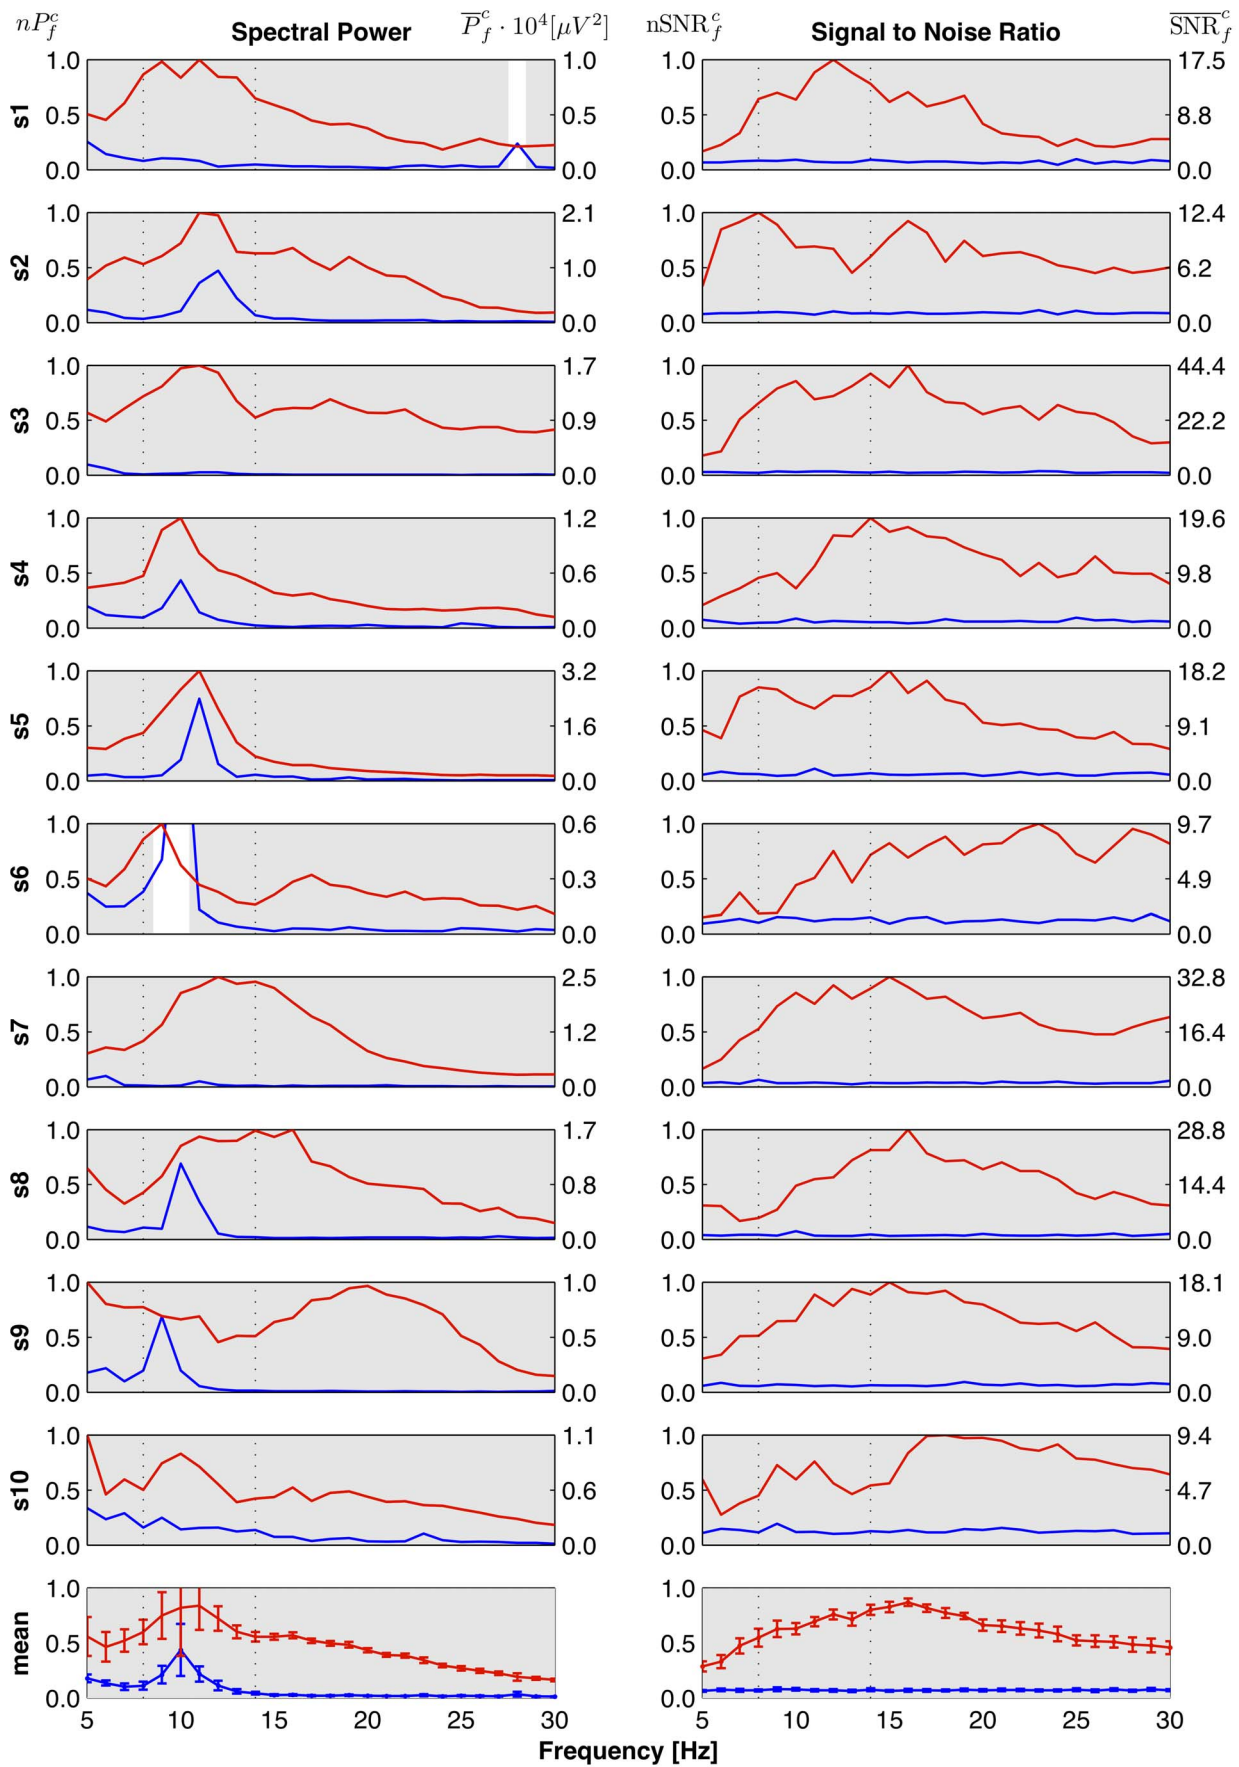 nP_f^c Spectral Power P̅_f^c · 10^4[μV^2] nSNR_f^c Signal to Noise Ratio S̅N̅R̅_f^c
s1 1.0 0.5 0.0 1.0 0.5 0.0 1.0 0.5 0.0 17.5 8.8 0.0
s2 1.0 0.5 0.0 2.1 1.0 0.0 1.0 0.5 0.0 12.4 6.2 0.0
s3 1.0 0.5 0.0 1.7 0.9 0.0 1.0 0.5 0.0 44.4 22.2 0.0
s4 1.0 0.5 0.0 1.2 0.6 0.0 1.0 0.5 0.0 19.6 9.8 0.0
s5 1.0 0.5 0.0 3.2 1.6 0.0 1.0 0.5 0.0 18.2 9.1 0.0
s6 1.0 0.5 0.0 0.6 0.3 0.0 1.0 0.5 0.0 9.7 4.9 0.0
s7 1.0 0.5 0.0 2.5 1.2 0.0 1.0 0.5 0.0 32.8 16.4 0.0
s8 1.0 0.5 0.0 1.7 0.8 0.0 1.0 0.5 0.0 28.8 14.4 0.0
s9 1.0 0.5 0.0 1.0 0.5 0.0 1.0 0.5 0.0 18.1 9.0 0.0
s10 1.0 0.5 0.0 1.1 0.6 0.0 1.0 0.5 0.0 9.4 4.7 0.0
mean 1.0 0.5 0.0 1.0 0.5 0.0
5 10 15 20 25 30 5 10 15 20 25 30
Frequency [Hz]